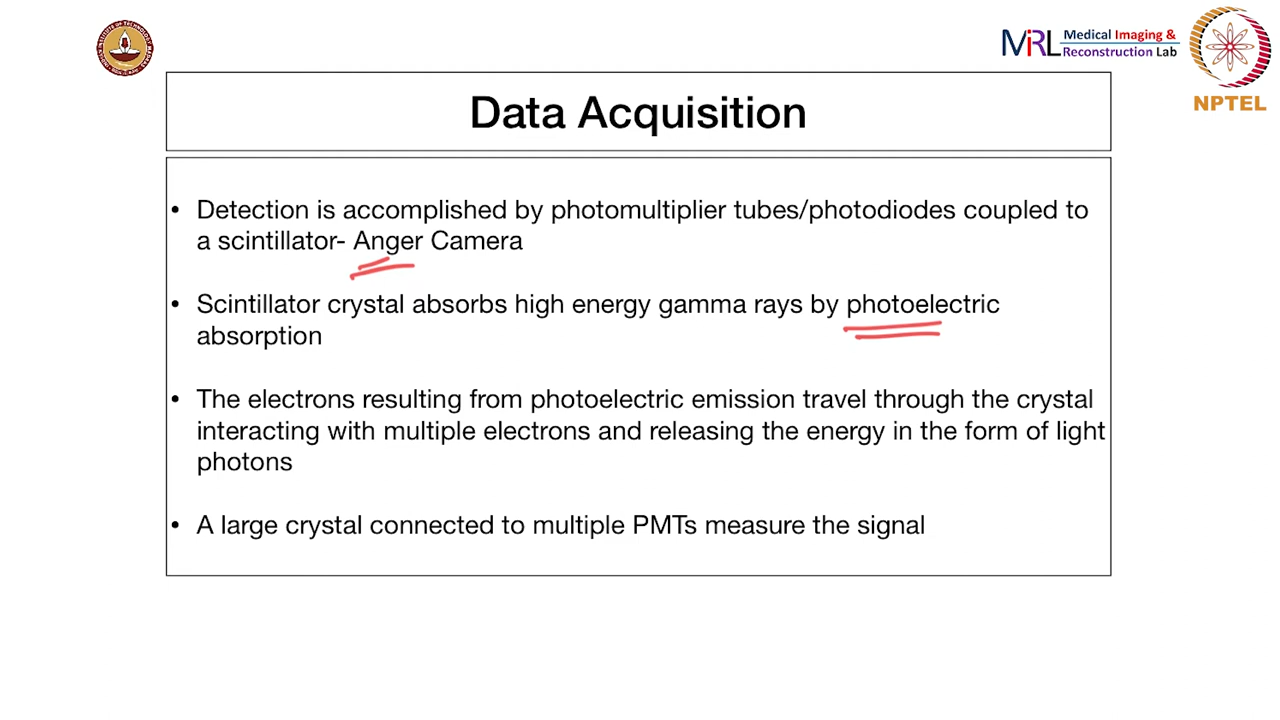 MIRL Medical Imaging &
Reconstruction Lab
NPTEL
Data Acquisition
• Detection is accomplished by photomultiplier tubes/photodiodes coupled to
a scintillator- Anger Camera
• Scintillator crystal absorbs high energy gamma rays by photoelectric
absorption
• The electrons resulting from photoelectric emission travel through the crystal
interacting with multiple electrons and releasing the energy in the form of light
photons
• A large crystal connected to multiple PMTs measure the signal